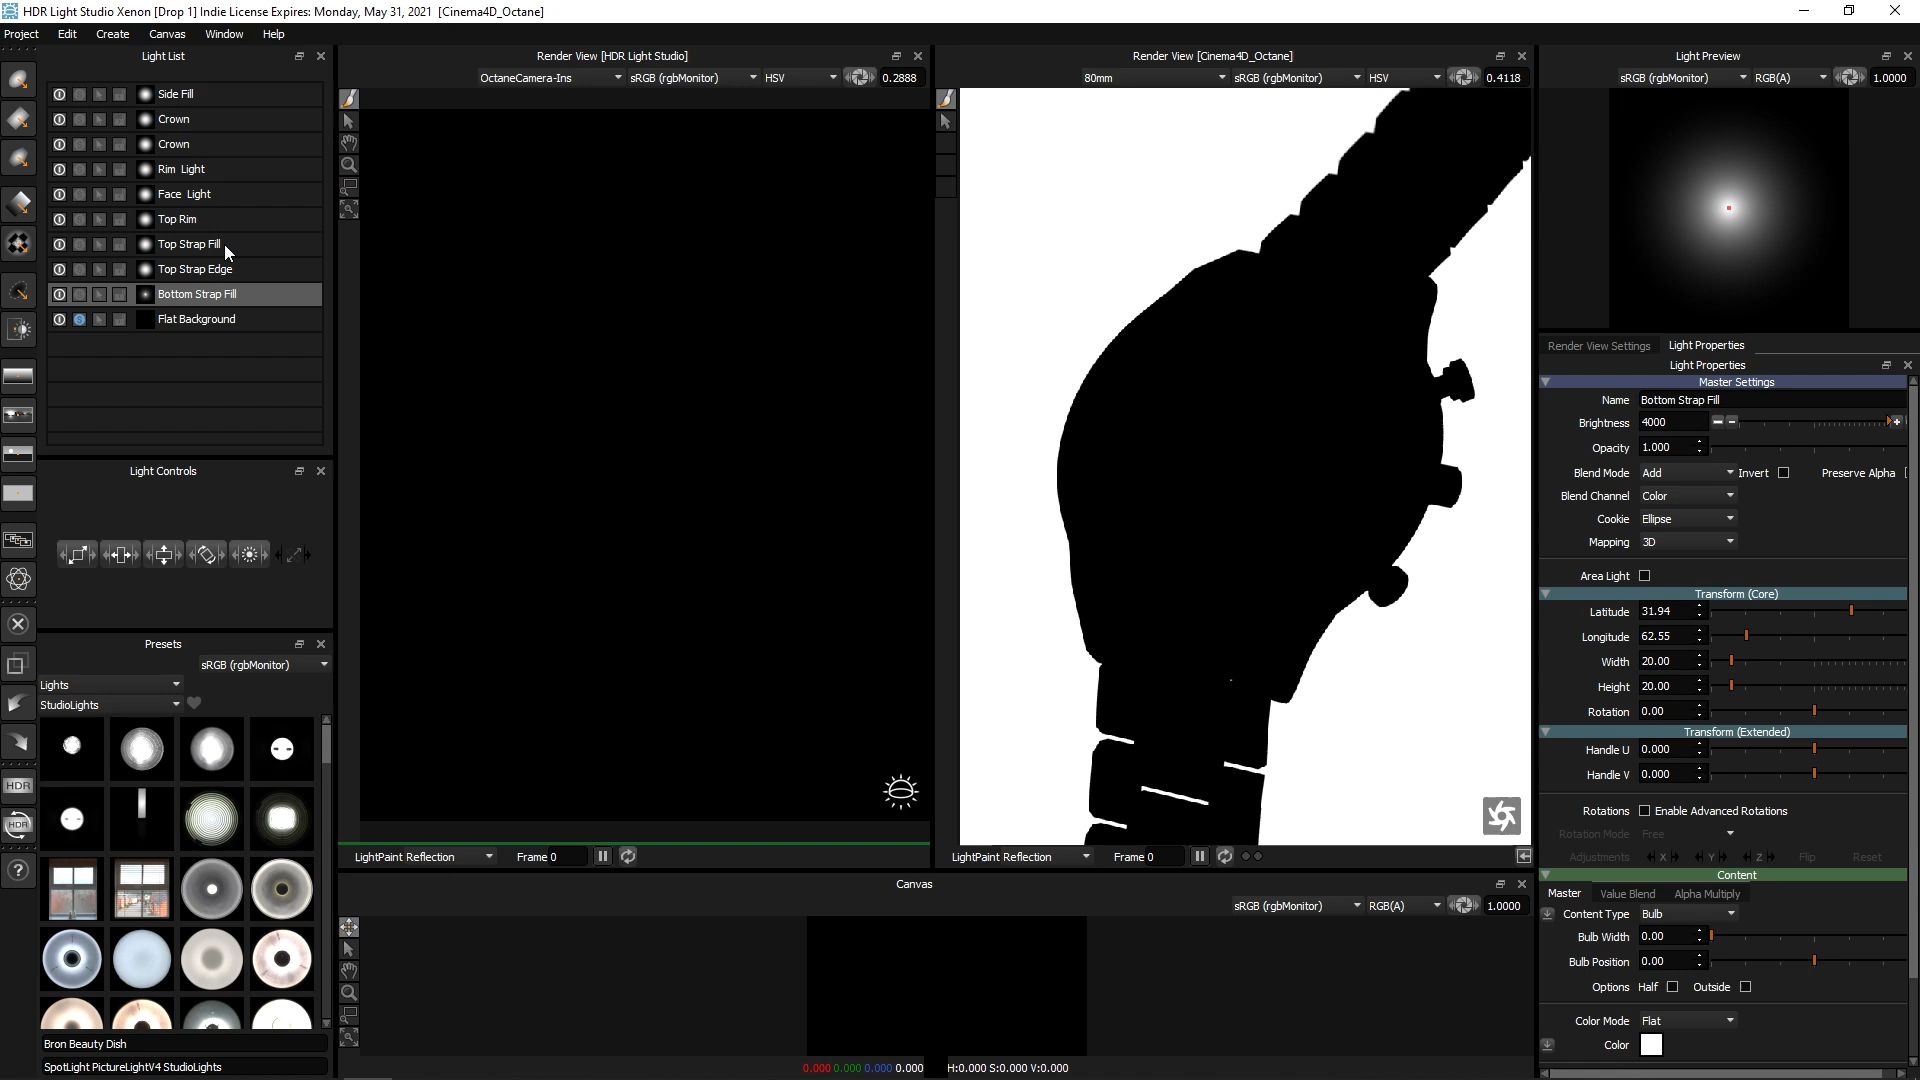 HDR Light Studio Xenon [Drop 1] Indie License Expires: Monday, May 31, 2021 [Cinema4D_Octane]
Project Edit Create Canvas Window Help
Light List
Side Fill
Crown
Crown
Rim Light
Face Light
Top Rim
Top Strap Fill
Top Strap Edge
Bottom Strap Fill
S Flat Background
Light Controls
Presets
sRGB (rgbMonitor)
Lights
StudioLights
HDR
HDR
?
Bron Beauty Dish
SpotLight PictureLightV4 StudioLights
Render View [HDR Light Studio]
OctaneCamera-Ins sRGB (rgbMonitor) HSV 0.2888
LightPaint Reflection Frame 0
Render View [Cinema4D_Octane]
80mm sRGB (rgbMonitor) HSV 0.4118
LightPaint Reflection Frame 0
Canvas
sRGB (rgbMonitor) RGB(A) 1.0000
0.000 0.000 0.000 0.000 H:0.000 S:0.000 V:0.000
Light Preview
sRGB (rgbMonitor) RGB(A) 1.0000
Render View Settings Light Properties
Light Properties
Master Settings
Name Bottom Strap Fill
Brightness 4000
Opacity 1.000
Blend Mode Add Invert Preserve Alpha
Blend Channel Color
Cookie Ellipse
Mapping 3D
Area Light
Transform (Core)
Latitude 31.94
Longitude 62.55
Width 20.00
Height 20.00
Rotation 0.00
Transform (Extended)
Handle U 0.000
Handle V 0.000
Rotations Enable Advanced Rotations
Rotation Mode Free
Adjustments X Y Z Flip Reset
Content
Master Value Blend Alpha Multiply
Content Type Bulb
Bulb Width 0.00
Bulb Position 0.00
Options Half Outside
Color Mode Flat
Color